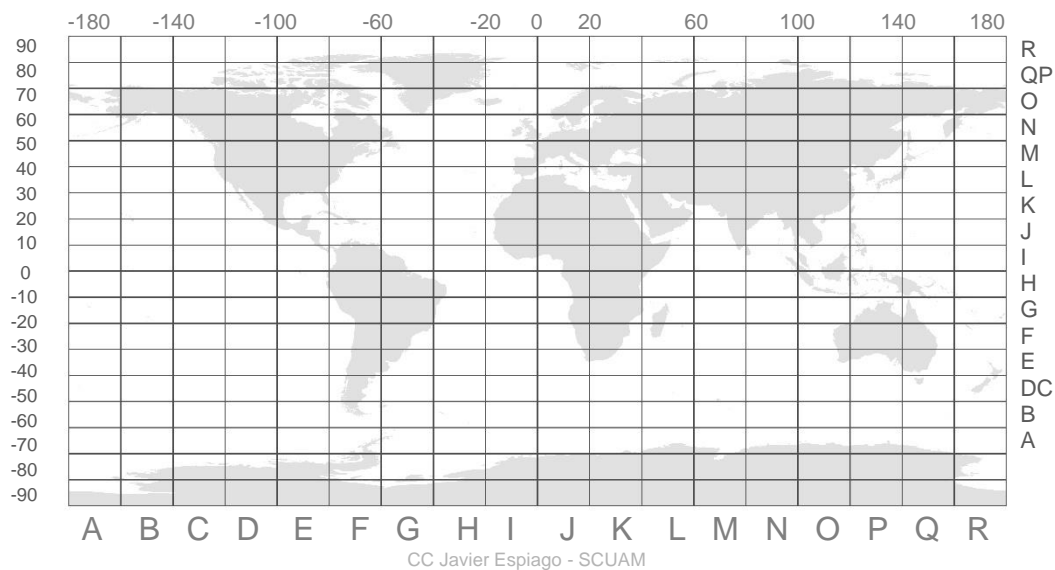 -180 -140 -100 -60 -20 0 20 60 100 140 180
90 R
80 QP
70 O
60 N
50 M
40 L
30 K
20 J
10 I
0 H
-10 G
-20 F
-30 E
-40 DC
-50 B
-60 A
-70
-80
-90
A B C D E F G H I J K L M N O P Q R
CC Javier Espiago - SCUAM